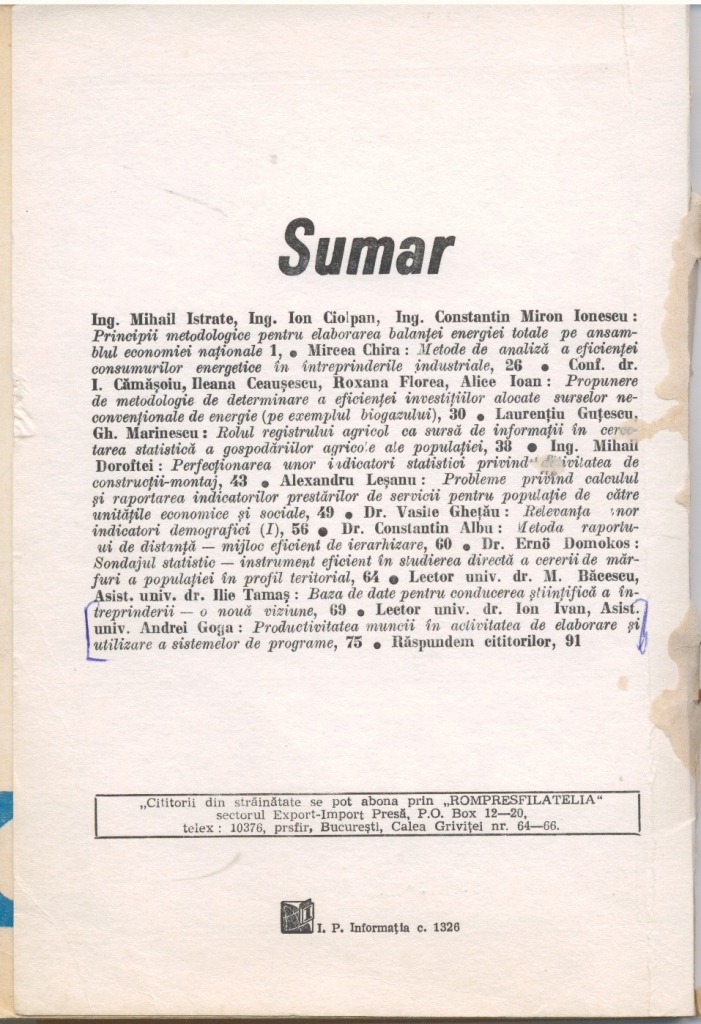 Sumar
Ing. Mihail Istrate, Ing. Ion Ciolpan, Ing. Constantin Miron Ionescu :
Principii metodologice pentru elaborarea balanței energiei totale pe ansam-
blul economiei naționale 1, ● Mircea Chira : Metode de analiză a eficienței
consumurilor energetice în întreprinderile industriale, 26 ● Conf. dr.
I. Cămășoiu, Ileana Ceaușescu, Roxana Florea, Alice Ioan : Propunere
de metodologie de determinare a eficienței investițiilor alocate surselor ne-
convenționale de energie (pe exemplul biogazului), 30 ● Laurențiu Guțescu,
Gh. Marinescu : Rolul registrului agricol ca sursă de informații în cerce-
tarea statistică a gospodăriilor agricole ale populației, 38 ● Ing. Mihail
Doroftei : Perfecționarea unor indicatori statistici privind de
construcții-montaj, 43 ● Alexandru Leșanu : Probleme privind calculul
și raportarea indicatorilor prestărilor de servicii pentru populație de către
unitățile economice și sociale, 49 ● Dr. Vasile Ghețău : Relevanța unor
indicatori demografici (I), 56 ● Dr. Constantin Albu : Metoda raportu-
ui de distanță — mijloc eficient de ierarhizare, 60 ● Dr. Ernö Domokos :
Sondajul statistic — instrument eficient în studierea directă a cererii de măr-
furi a populației în profil teritorial, 64 ● Lector univ. dr. M. Băcescu,
Asist. univ. dr. Ilie Tamaș : Baza de date pentru conducerea științifică a în-
treprinderii — o nouă viziune, 69 ● Lector univ. dr. Ion Ivan, Asist.
univ. Andrei Goga : Productivitatea muncii în activitatea de elaborare și
utilizare a sistemelor de programe, 75 ● Răspundem cititorilor, 91
„Cititorii din străinătate se pot abona prin „ROMPRESFILATELIA“
sectorul Export-Import Presă, P.O. Box 12—20,
telex : 10376, prsfir, București, Calea Griviței nr. 64—66.
I. P. Informația c. 1326